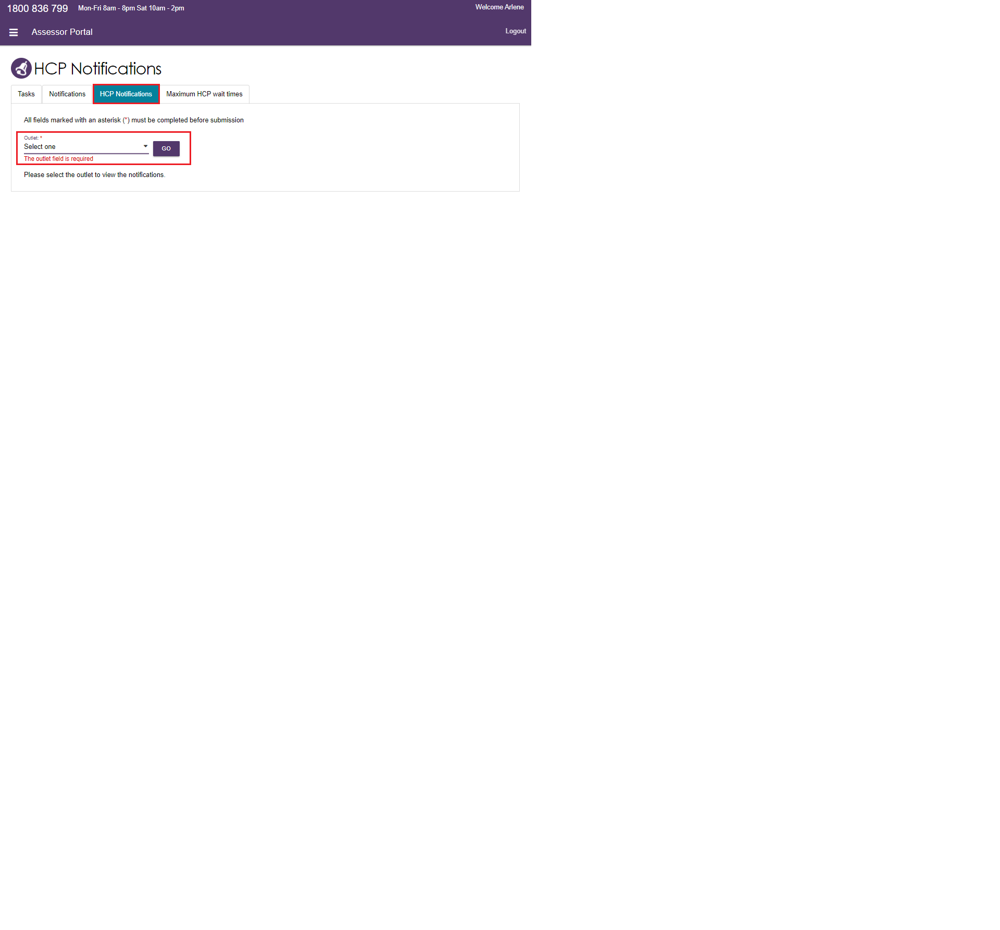 1800 836 799 Mon-Fri 8am - 8pm Sat 10am - 2pm Welcome Arlene
Assessor Portal Logout
HCP Notifications
Tasks Notifications HCP Notifications Maximum HCP wait times
All fields marked with an asterisk (*) must be completed before submission
Outlet: *
Select one GO
The outlet field is required
Please select the outlet to view the notifications.